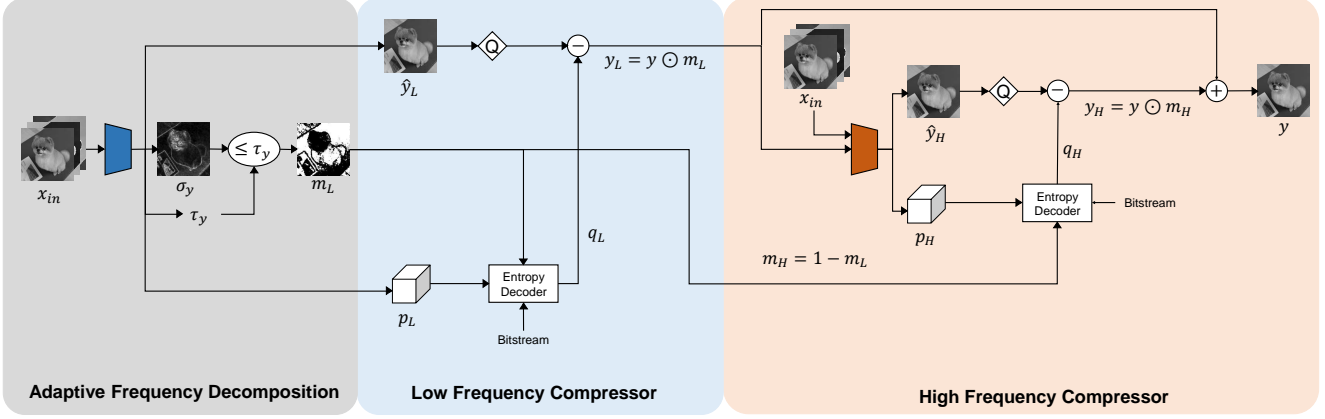 x_in
σ_y
≤ τ_y
m_L
τ_y
Adaptive Frequency Decomposition
ŷ_L
Q
−
y_L = y ⊙ m_L
q_L
p_L
Entropy
Decoder
Bitstream
Low Frequency Compressor
x_in
ŷ_H
Q
−
y_H = y ⊙ m_H
+
y
q_H
p_H
Entropy
Decoder
Bitstream
m_H = 1 − m_L
High Frequency Compressor